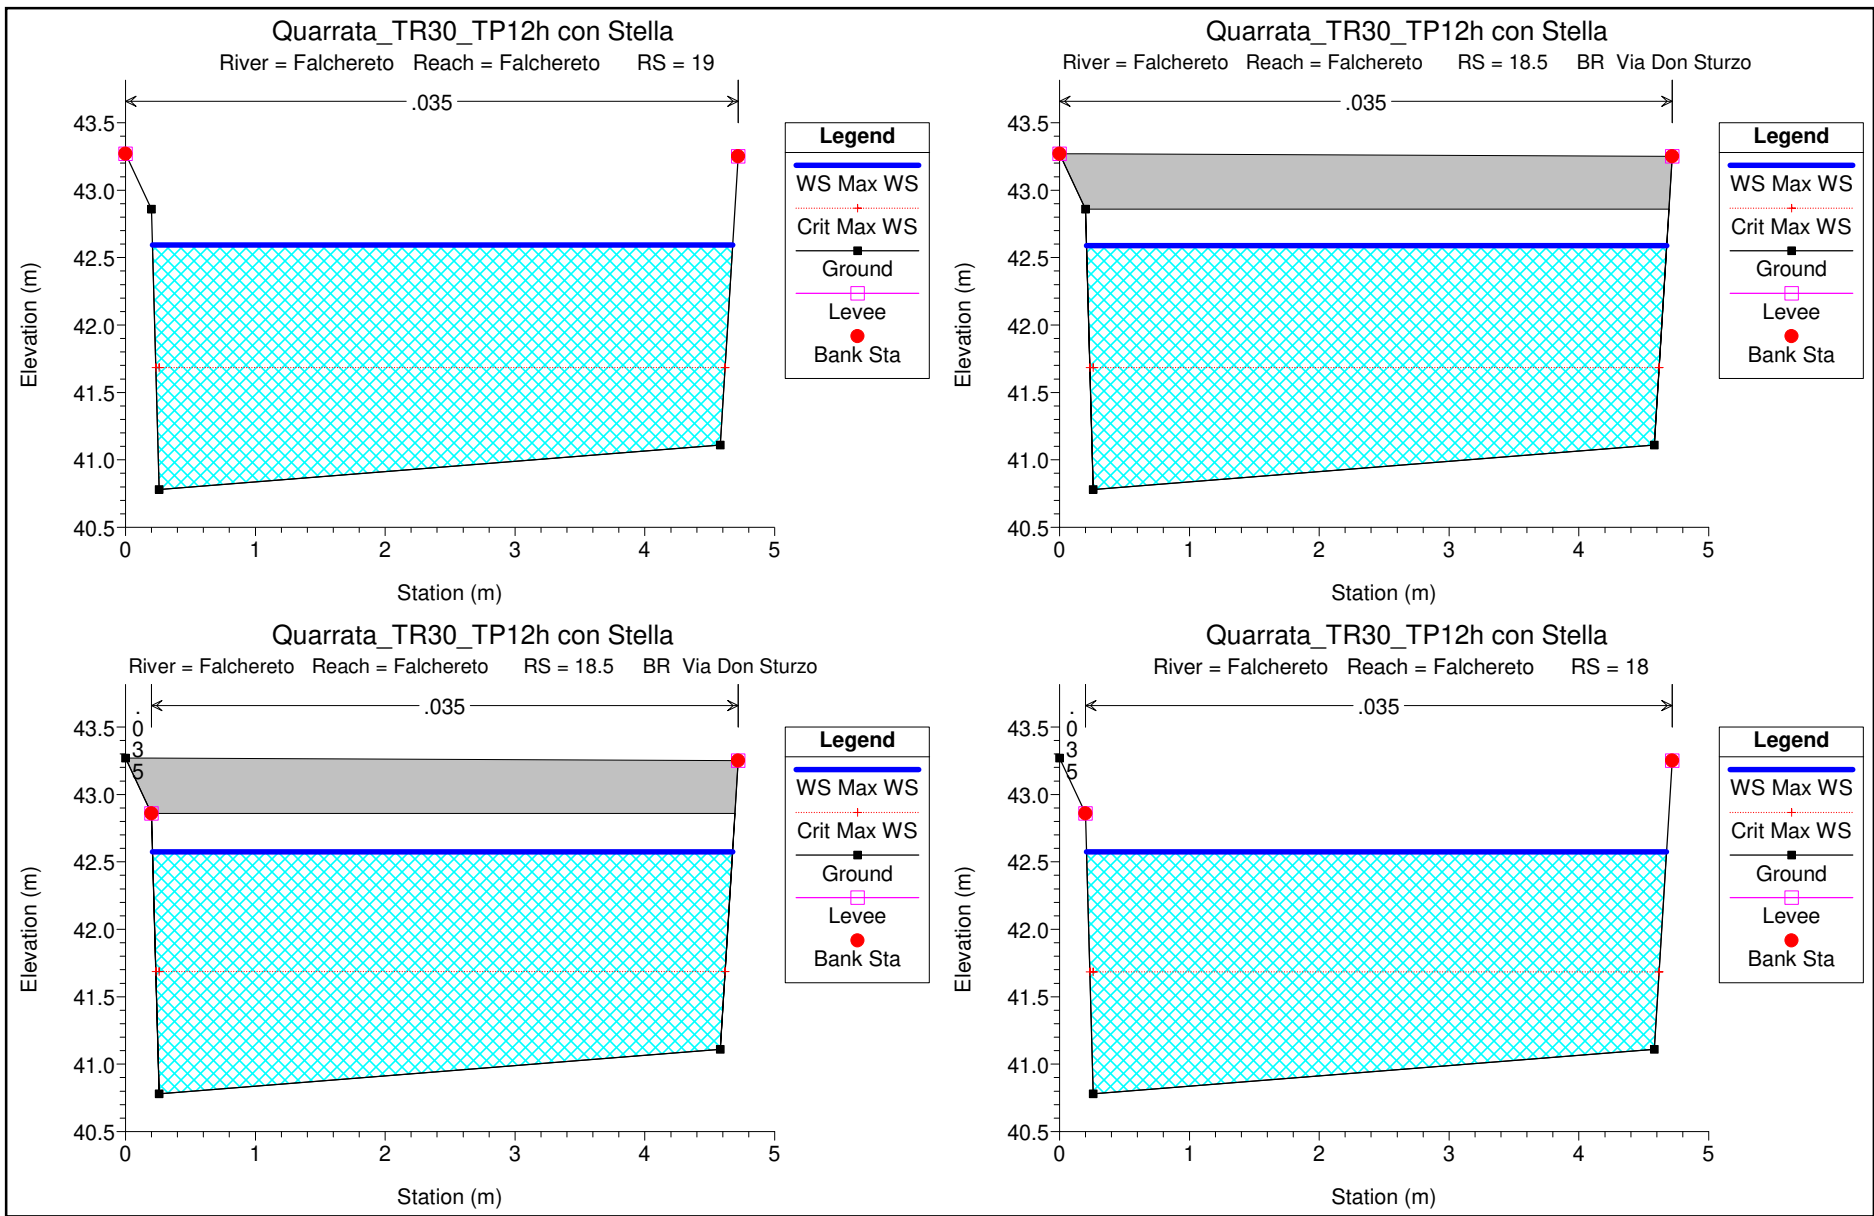 Quarrata_TR30_TP12h con Stella
River = Falchereto Reach = Falchereto RS = 19
.035
43.5
43.0
42.5
42.0
41.5
41.0
40.5
0 1 2 3 4 5
Station (m)
Elevation (m)
Legend
WS Max WS
Crit Max WS
Ground
Levee
Bank Sta
Quarrata_TR30_TP12h con Stella
River = Falchereto Reach = Falchereto RS = 18.5 BR Via Don Sturzo
.035
43.5
43.0
42.5
42.0
41.5
41.0
40.5
0 1 2 3 4 5
Station (m)
Elevation (m)
Legend
WS Max WS
Crit Max WS
Ground
Levee
Bank Sta
Quarrata_TR30_TP12h con Stella
River = Falchereto Reach = Falchereto RS = 18.5 BR Via Don Sturzo
.035
.035
43.5
43.0
42.5
42.0
41.5
41.0
40.5
0 1 2 3 4 5
Station (m)
Elevation (m)
Legend
WS Max WS
Crit Max WS
Ground
Levee
Bank Sta
Quarrata_TR30_TP12h con Stella
River = Falchereto Reach = Falchereto RS = 18
.035
.035
43.5
43.0
42.5
42.0
41.5
41.0
40.5
0 1 2 3 4 5
Station (m)
Elevation (m)
Legend
WS Max WS
Crit Max WS
Ground
Levee
Bank Sta